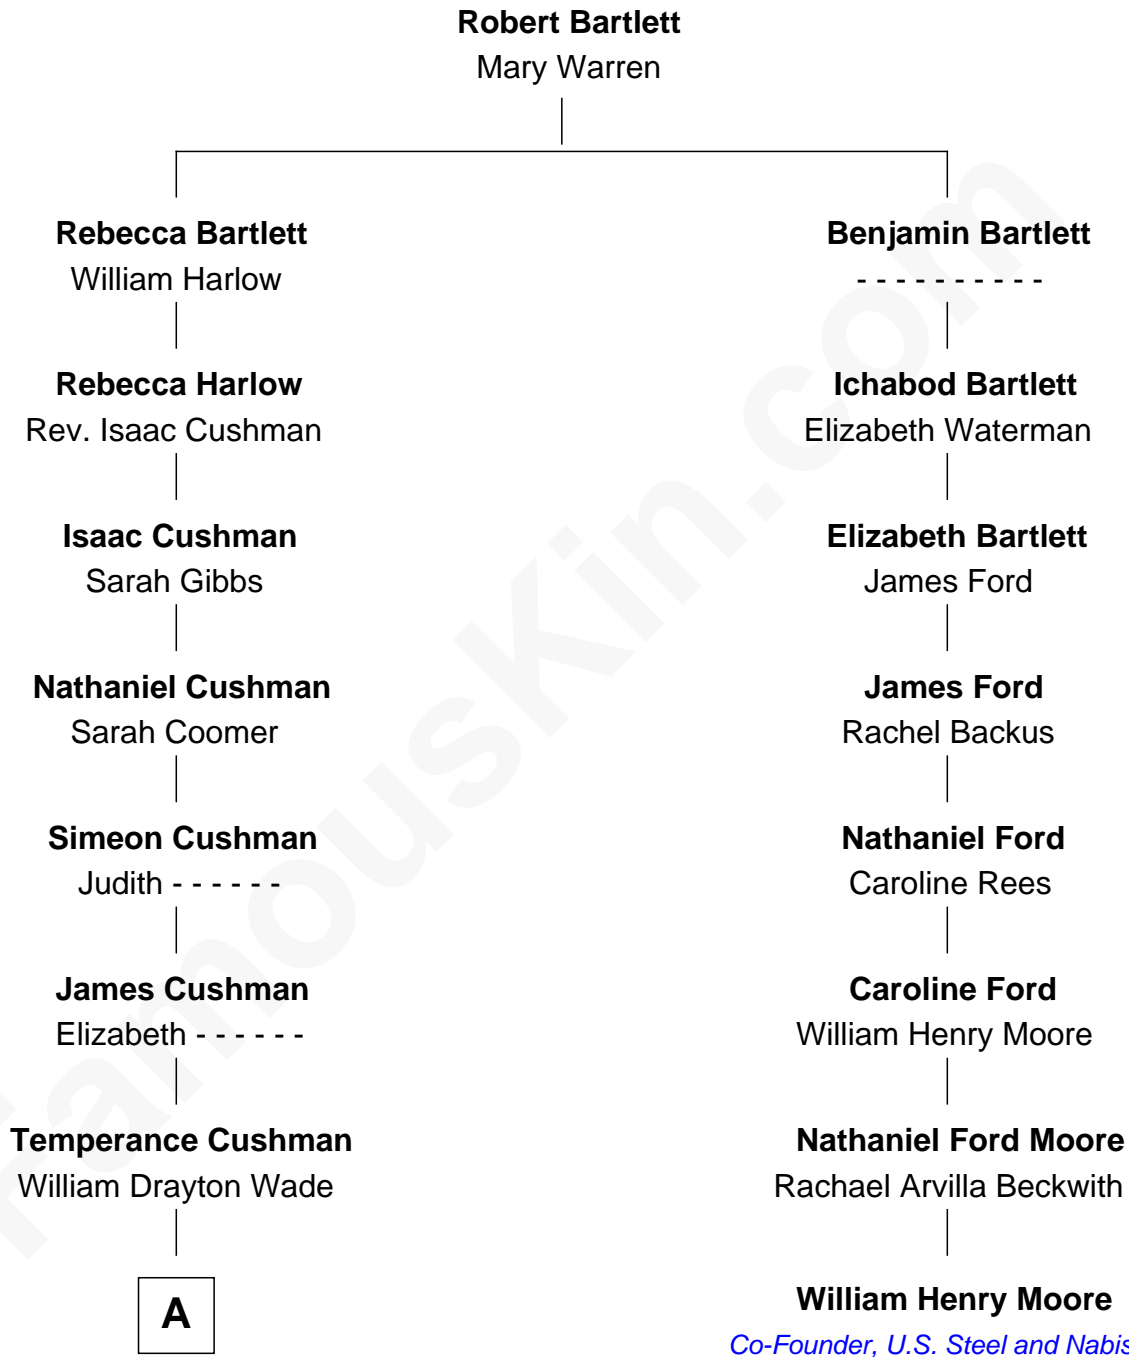 Robert Bartlett
Mary Warren
Rebecca Bartlett
William Harlow
Benjamin Bartlett
- - - - - - - - - -
Rebecca Harlow
Rev. Isaac Cushman
Ichabod Bartlett
Elizabeth Waterman
Isaac Cushman
Sarah Gibbs
Elizabeth Bartlett
James Ford
Nathaniel Cushman
Sarah Coomer
James Ford
Rachel Backus
Simeon Cushman
Judith - - - - - -
Nathaniel Ford
Caroline Rees
James Cushman
Elizabeth - - - - - -
Caroline Ford
William Henry Moore
Temperance Cushman
William Drayton Wade
Nathaniel Ford Moore
Rachael Arvilla Beckwith
A
William Henry Moore
Co-Founder, U.S. Steel and Nabis
FamousKin.com